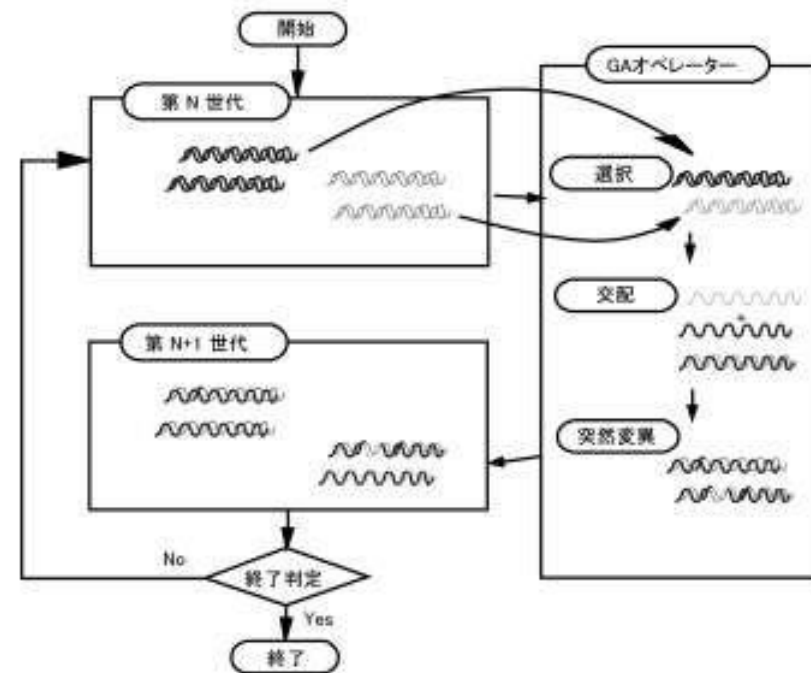 開始
第 N 世代
GAオペレーター
選択
交配
突然変異
第 N+1 世代
終了判定
No
Yes
終了